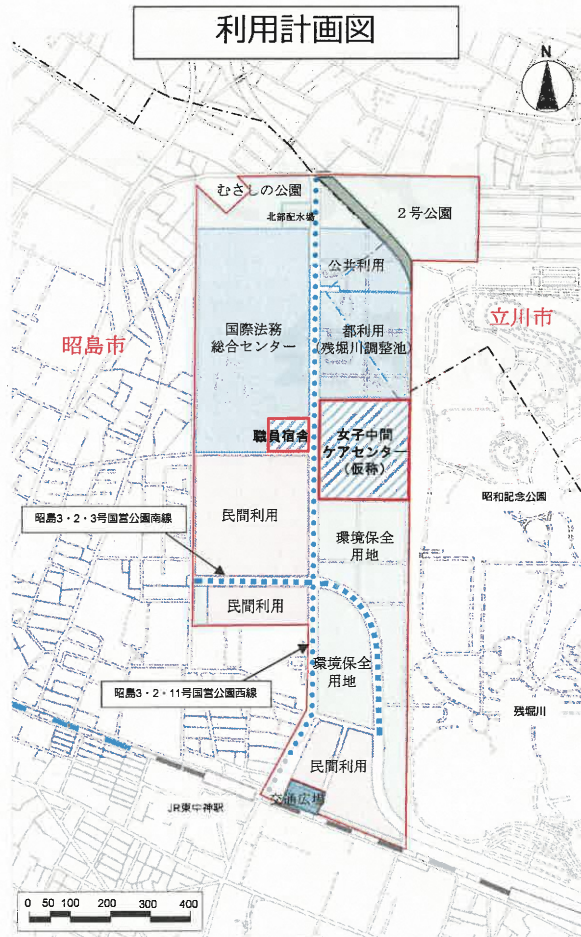 利用計画図
N
むさしの公園
北部配水場
2号公園
公共利用
国際法務
総合センター
都利用
(残堀川調整池)
立川市
昭島市
職員宿舎
女子中間
ケアセンター
(仮称)
昭和記念公園
民間利用
昭島3・2・3号国営公園南線
環境保全
用地
民間利用
環境保全
用地
昭島3・2・11号国営公園西線
残堀川
民間利用
交通広場
JR東中神駅
0 50 100 200 300 400